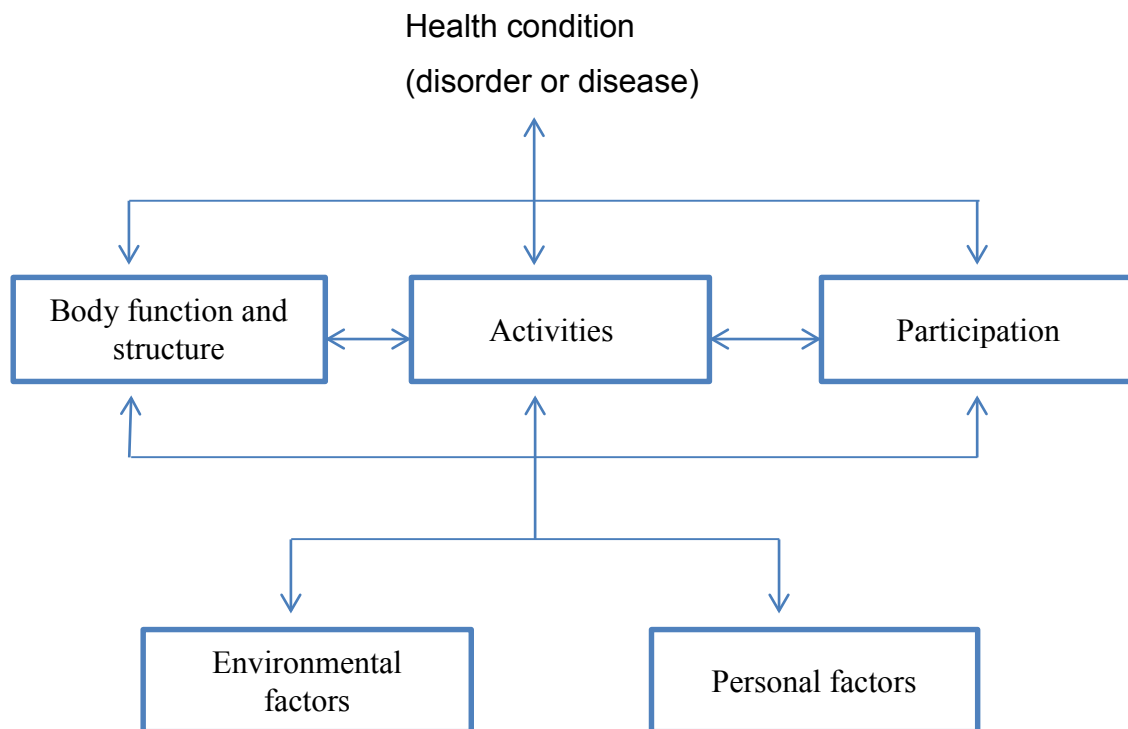 Health condition
(disorder or disease)
Body function and
structure
Activities
Participation
Environmental
factors
Personal factors